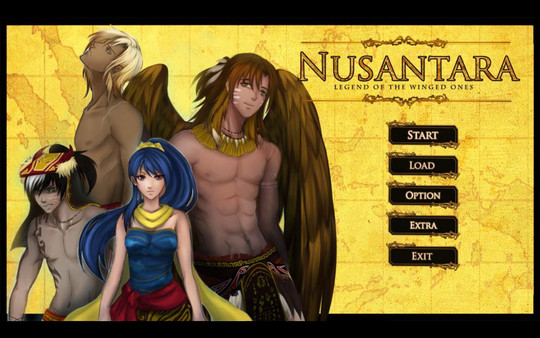 NUSANTARA
LEGEND OF THE WINGED ONES
START
LOAD
OPTION
EXTRA
EXIT